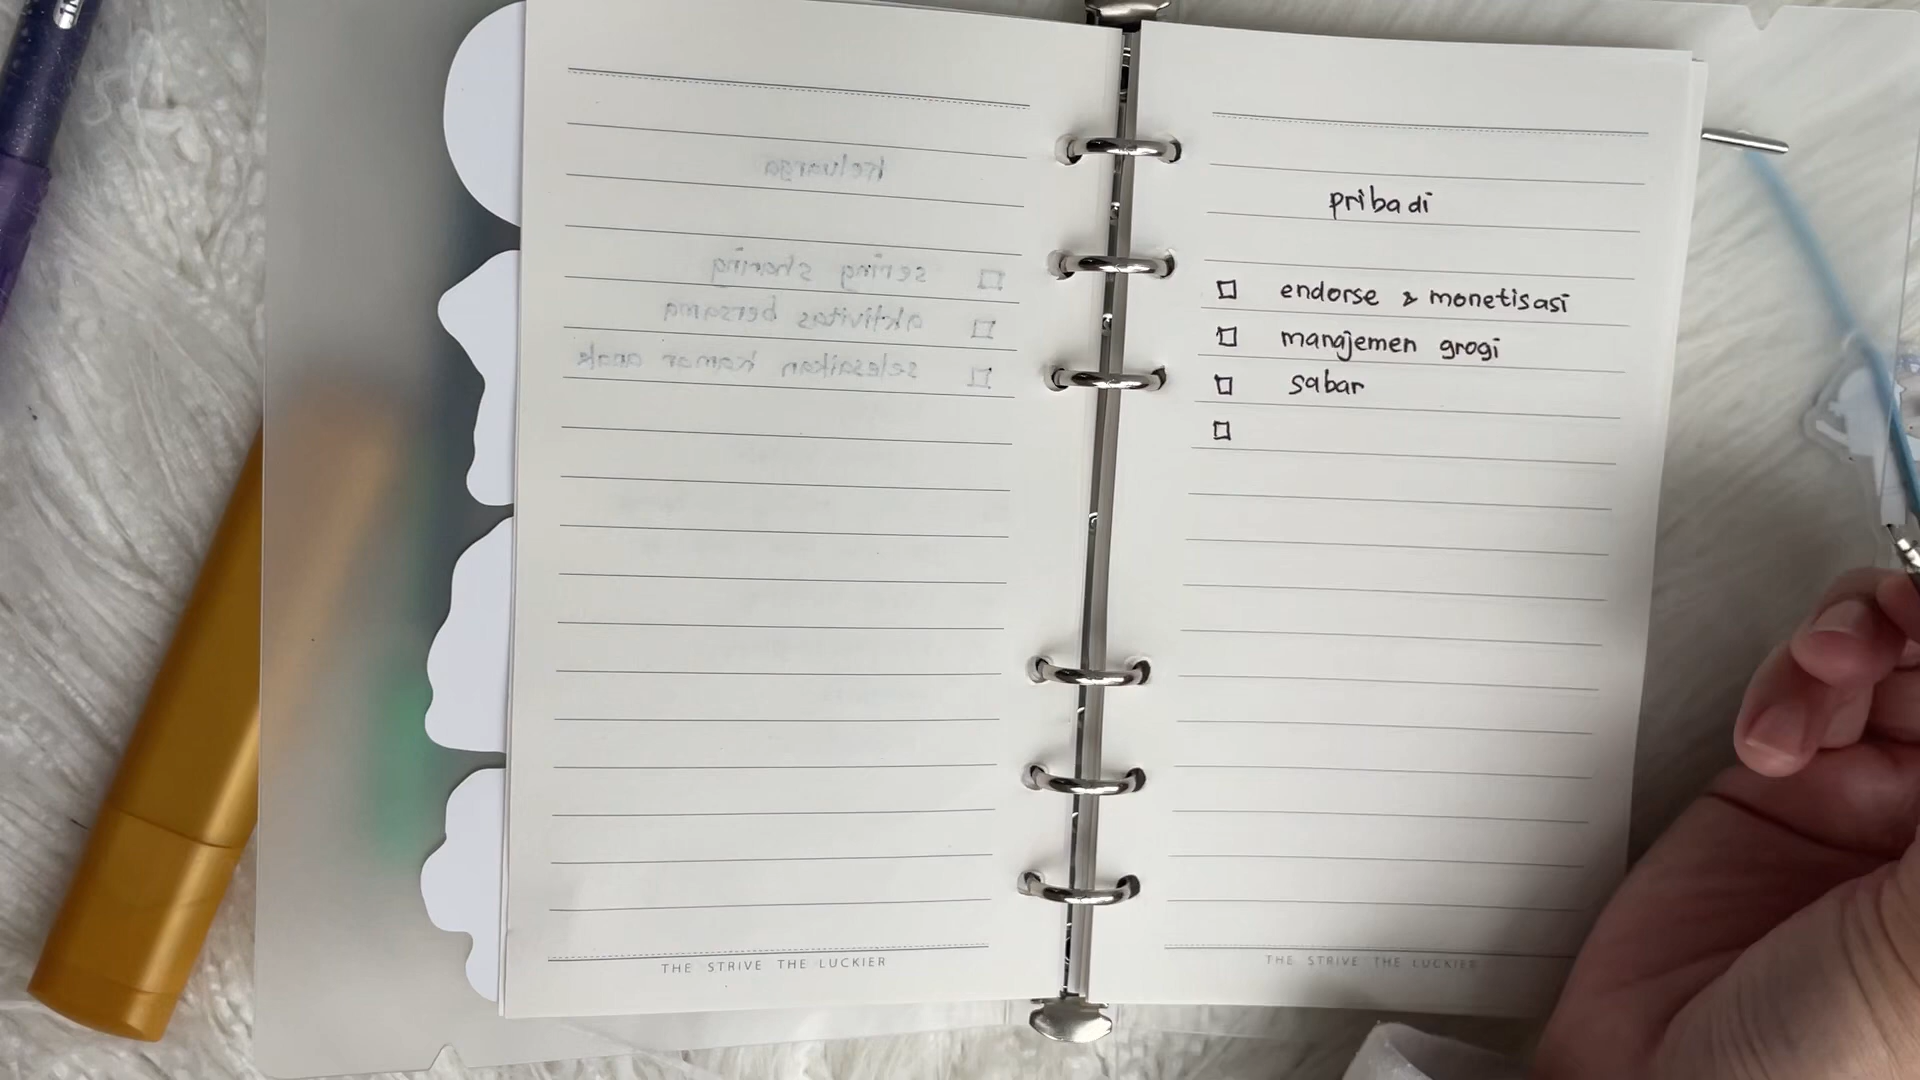 keluarga
sering sharing
aktivitas bersama
selesaikan kamar anak
THE STRIVE THE LUCKIER
pribadi
endorse & monetisasi
manajemen grogi
sabar
THE STRIVE THE LUCKIER